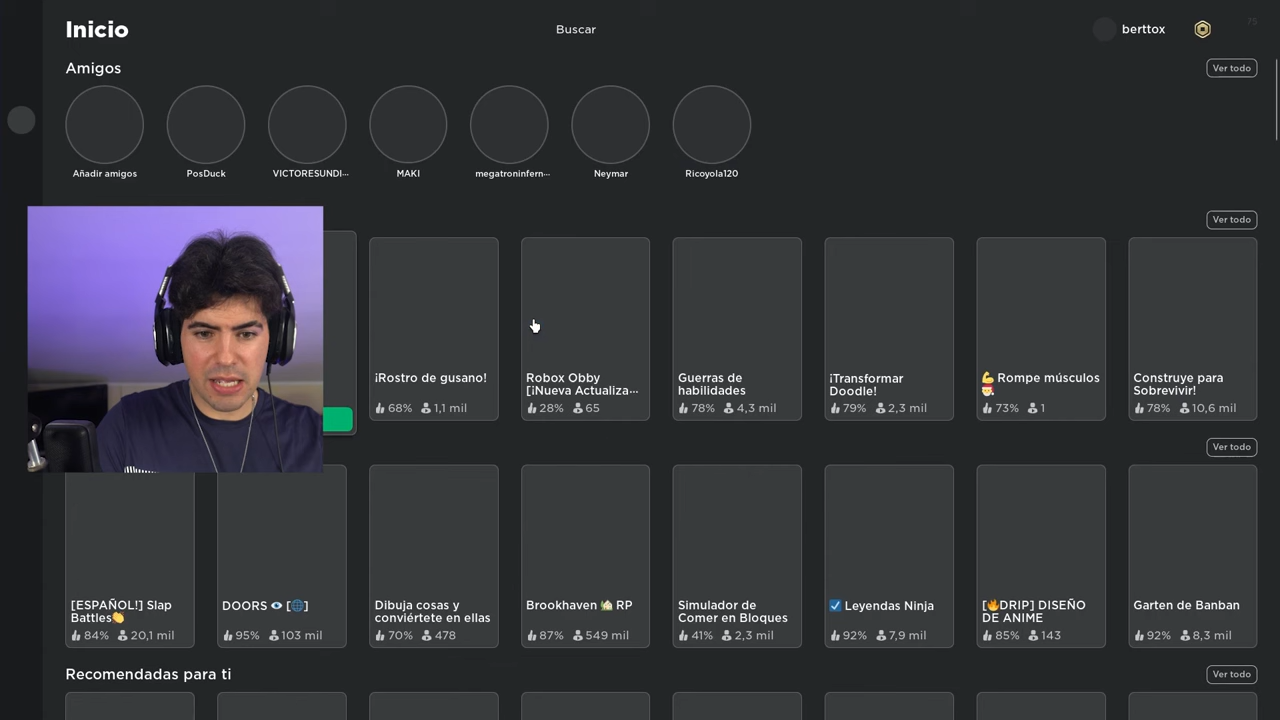 Inicio
Buscar
berttox
75
Amigos
Ver todo
Añadir amigos
PosDuck
VICTORESUNDI...
MAKI
megatroninfern...
Neymar
Ricoyola120
Ver todo
¡Rostro de gusano!
68% 1,1 mil
Robox Obby
[¡Nueva Actualiza...
28% 65
Guerras de
habilidades
78% 4,3 mil
¡Transformar
Doodle!
79% 2,3 mil
💪 Rompe músculos
🎅
73% 1
Construye para
Sobrevivir!
78% 10,6 mil
Ver todo
[ESPAÑOL!] Slap
Battles👏
84% 20,1 mil
DOORS 👁️ [🌐]
95% 103 mil
Dibuja cosas y
conviértete en ellas
70% 478
Brookhaven 🏡 RP
87% 549 mil
Simulador de
Comer en Bloques
41% 2,3 mil
☑️ Leyendas Ninja
92% 7,9 mil
[🔥DRIP] DISEÑO
DE ANIME
85% 143
Garten de Banban
92% 8,3 mil
Recomendadas para ti
Ver todo